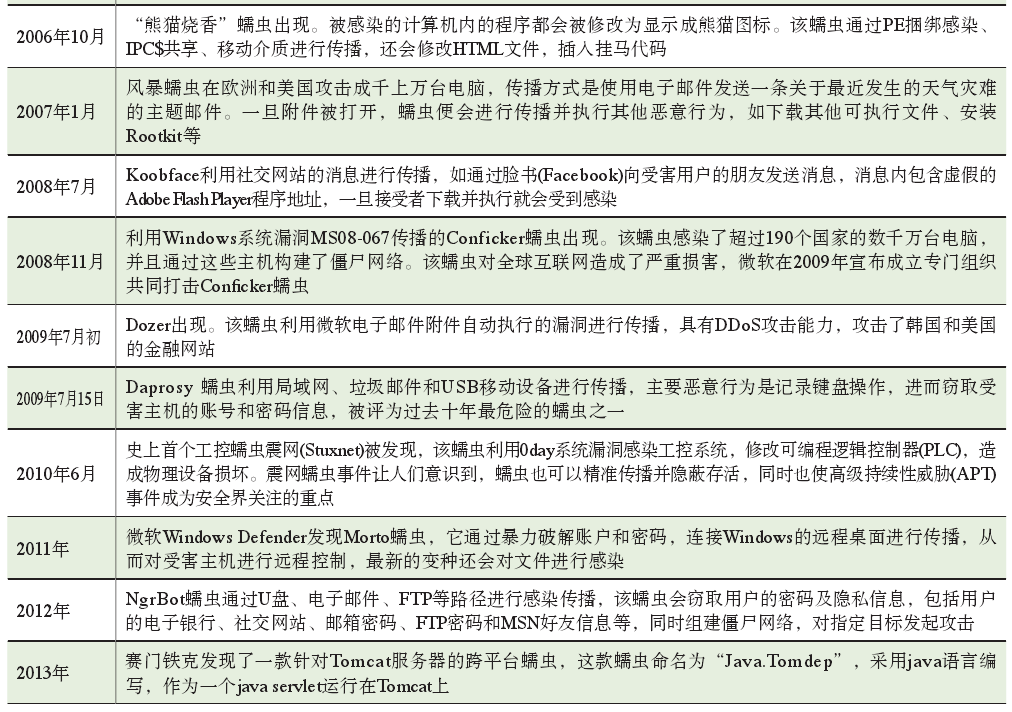 2006年10月
“熊猫烧香”蠕虫出现。被感染的计算机内的程序都会被修改为显示成熊猫图标。该蠕虫通过PE捆绑感染、
IPC$共享、移动介质进行传播，还会修改HTML文件，插入挂马代码
2007年1月
风暴蠕虫在欧洲和美国攻击成千上万台电脑，传播方式是使用电子邮件发送一条关于最近发生的天气灾难
的主题邮件。一旦附件被打开，蠕虫便会进行传播并执行其他恶意行为，如下载其他可执行文件、安装
Rootkit等
2008年7月
Koobface利用社交网站的消息进行传播，如通过脸书(Facebook)向受害用户的朋友发送消息，消息内包含虚假的
Adobe Flash Player程序地址，一旦接受者下载并执行就会受到感染
2008年11月
利用Windows系统漏洞MS08-067传播的Conficker蠕虫出现。该蠕虫感染了超过190个国家的数千万台电脑，
并且通过这些主机构建了僵尸网络。该蠕虫对全球互联网造成了严重损害，微软在2009年宣布成立专门组织
共同打击Conficker蠕虫
2009年7月初
Dozer出现。该蠕虫利用微软电子邮件附件自动执行的漏洞进行传播，具有DDoS攻击能力，攻击了韩国和美国
的金融网站
2009年7月15日
Daprosy 蠕虫利用局域网、垃圾邮件和USB移动设备进行传播，主要恶意行为是记录键盘操作，进而窃取受
害主机的账号和密码信息，被评为过去十年最危险的蠕虫之一
2010年6月
史上首个工控蠕虫震网(Stuxnet)被发现，该蠕虫利用0day系统漏洞感染工控系统，修改可编程逻辑控制器(PLC)，造
成物理设备损坏。震网蠕虫事件让人们意识到，蠕虫也可以精准传播并隐蔽存活，同时也使高级持续性威胁(APT)
事件成为安全界关注的重点
2011年
微软Windows Defender发现Morto蠕虫，它通过暴力破解账户和密码，连接Windows的远程桌面进行传播，从
而对受害主机进行远程控制，最新的变种还会对文件进行感染
2012年
NgrBot蠕虫通过U盘、电子邮件、FTP等路径进行感染传播，该蠕虫会窃取用户的密码及隐私信息，包括用户
的电子银行、社交网站、邮箱密码、FTP密码和MSN好友信息等，同时组建僵尸网络，对指定目标发起攻击
2013年
赛门铁克发现了一款针对Tomcat服务器的跨平台蠕虫，这款蠕虫命名为“Java.Tomdep”，采用java语言编
写，作为一个java servlet运行在Tomcat上